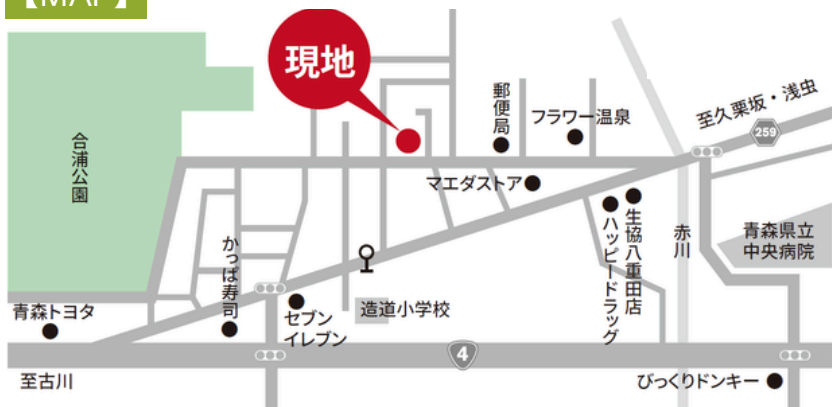 【MAP】
現地
合浦公園
郵便局
フラワー温泉
至久栗坂・浅虫
259
マエダストア
かっぱ寿司
生協八重田店
ハッピードラッグ
赤川
青森県立
中央病院
青森トヨタ
セブン
イレブン
造道小学校
4
至古川
びっくりドンキー